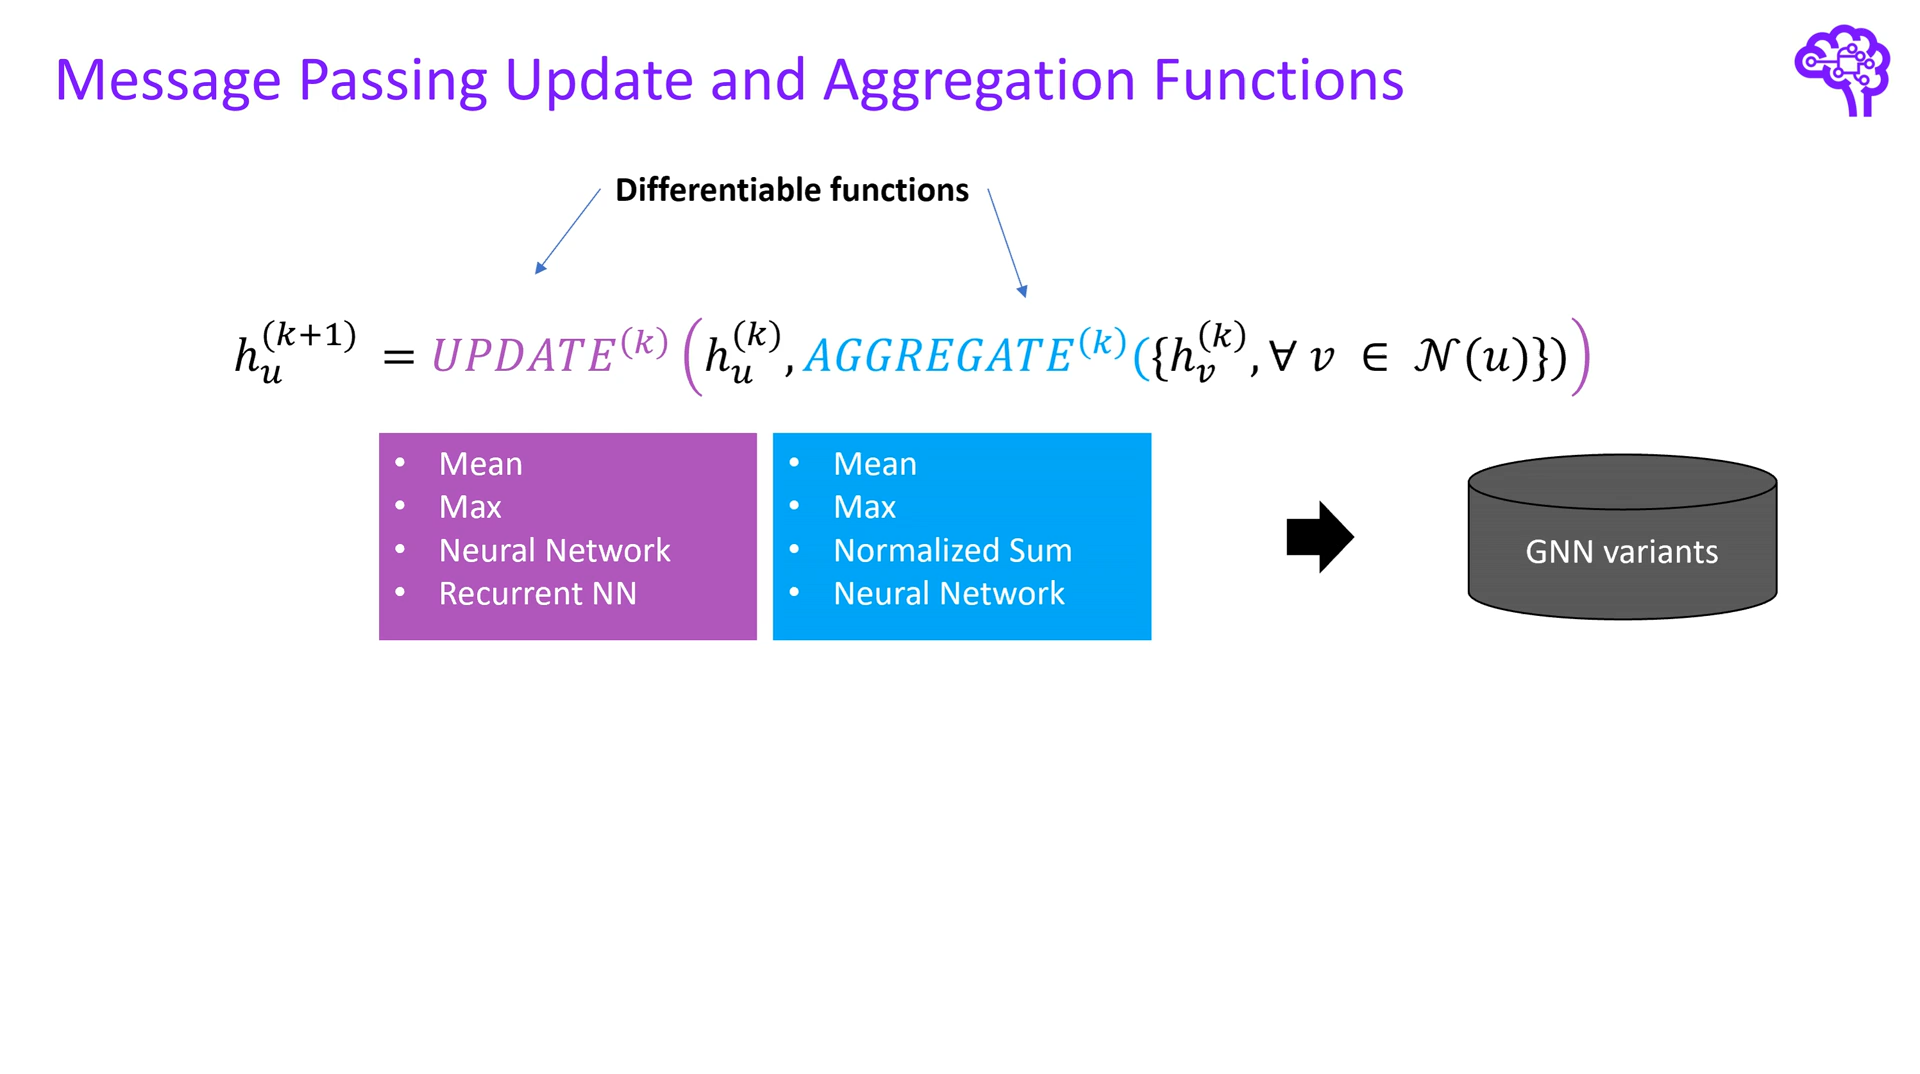 Message Passing Update and Aggregation Functions
Differentiable functions
h_u^{(k+1)} = UPDATE^{(k)} (h_u^{(k)}, AGGREGATE^{(k)}({h_v^{(k)}, ∀ v ∈ 𝒩(u)}))
• Mean
• Max
• Neural Network
• Recurrent NN
• Mean
• Max
• Normalized Sum
• Neural Network
GNN variants